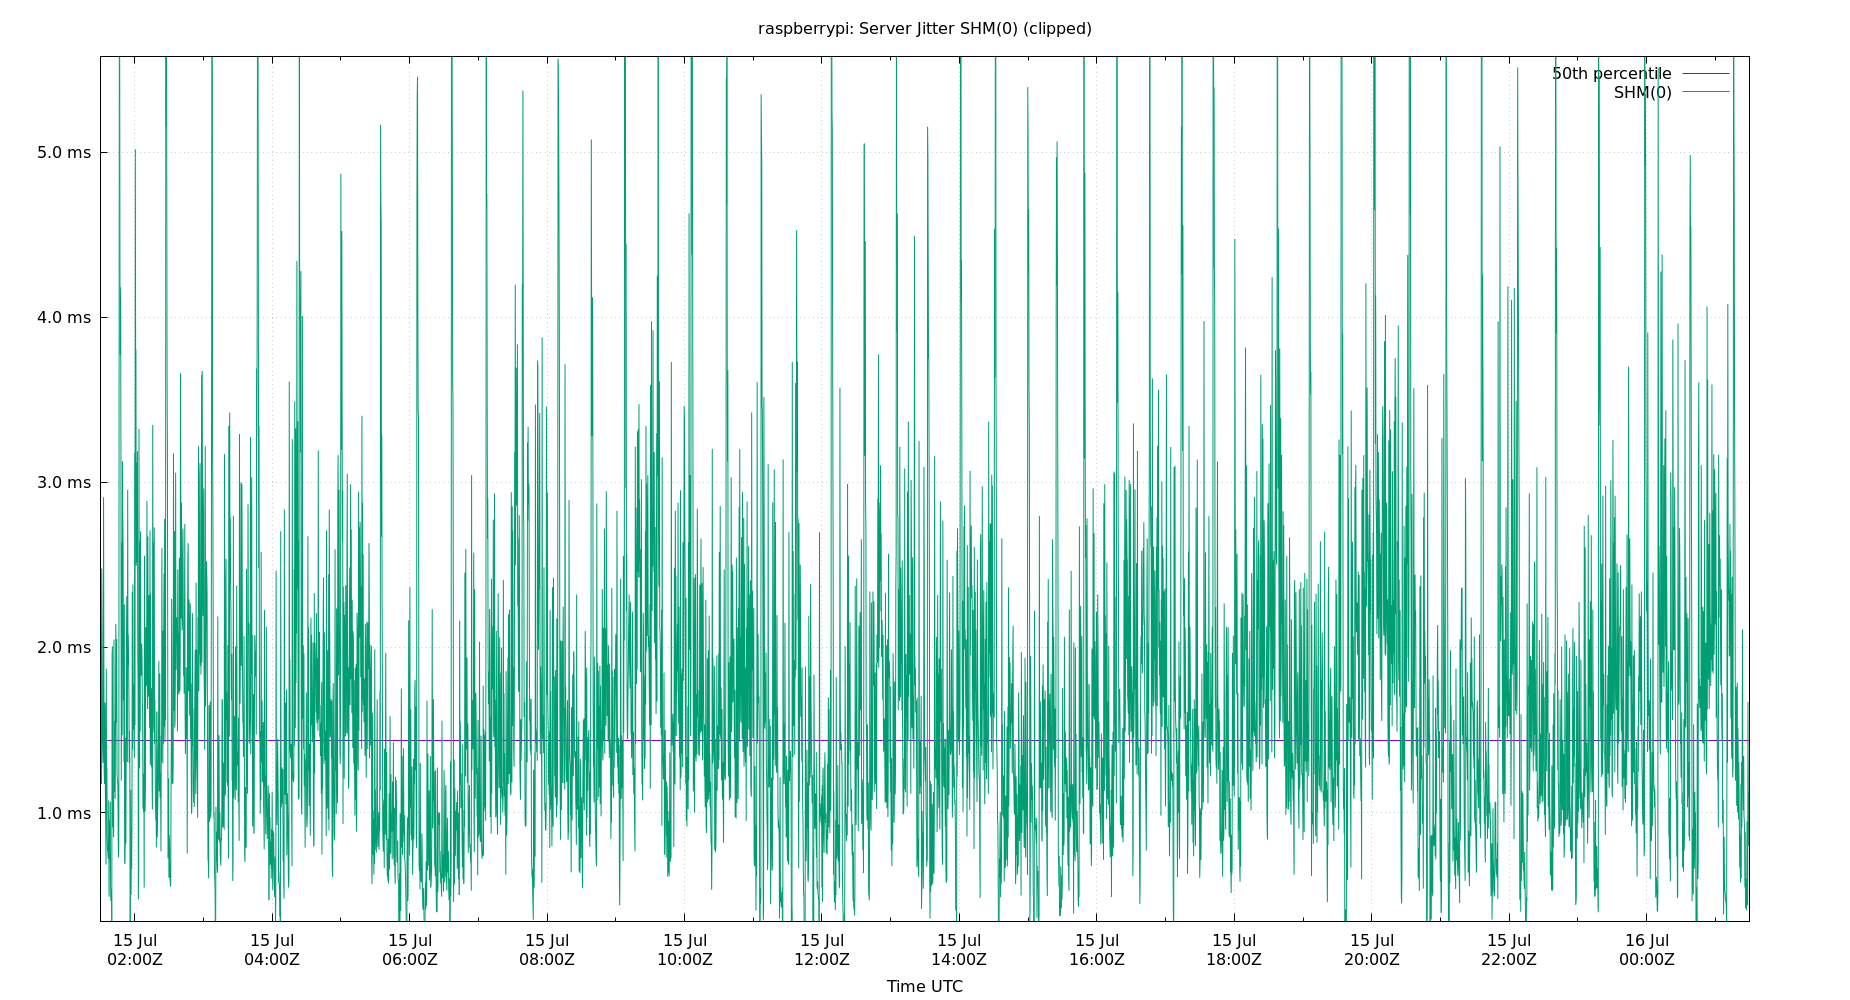 raspberrypi: Server Jitter SHM(0) (clipped)
50th percentile
SHM(0)
5.0 ms
4.0 ms
3.0 ms
2.0 ms
1.0 ms
15 Jul 15 Jul 15 Jul 15 Jul 15 Jul 15 Jul 15 Jul 15 Jul 15 Jul 15 Jul 15 Jul 16 Jul
02:00Z 04:00Z 06:00Z 08:00Z 10:00Z 12:00Z 14:00Z 16:00Z 18:00Z 20:00Z 22:00Z 00:00Z
Time UTC